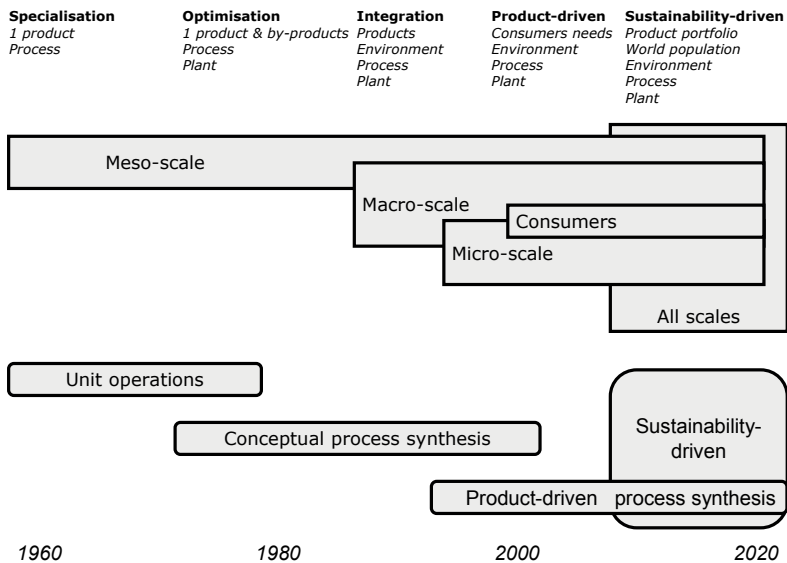 Specialisation
1 product
Process
Optimisation
1 product & by-products
Process
Plant
Integration
Products
Environment
Process
Plant
Product-driven
Consumers needs
Environment
Process
Plant
Sustainability-driven
Product portfolio
World population
Environment
Process
Plant
Meso-scale
Macro-scale
Consumers
Micro-scale
All scales
Unit operations
Conceptual process synthesis
Sustainability-
driven
Product-driven process synthesis
1960 1980 2000 2020